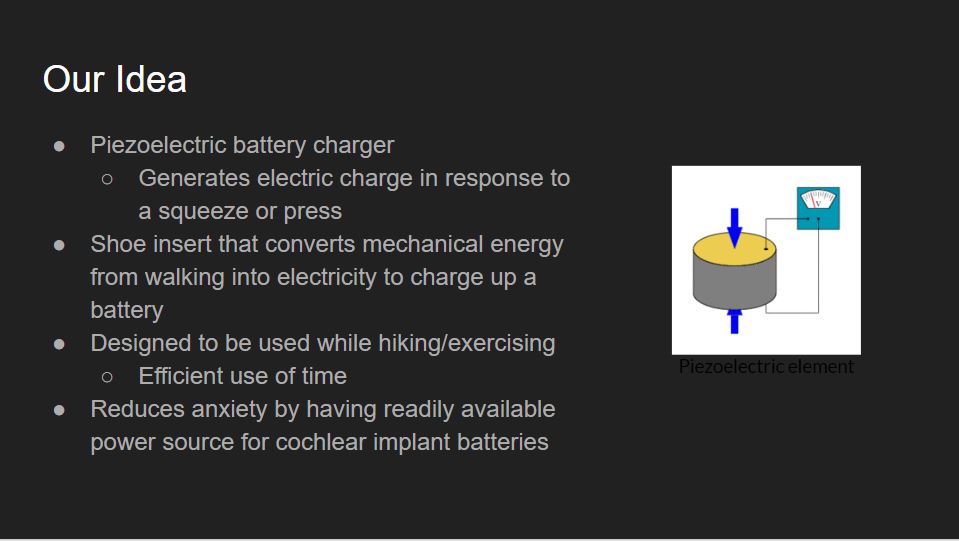 Our Idea
● Piezoelectric battery charger
○ Generates electric charge in response to
a squeeze or press
● Shoe insert that converts mechanical energy
from walking into electricity to charge up a
battery
● Designed to be used while hiking/exercising
○ Efficient use of time
● Reduces anxiety by having readily available
power source for cochlear implant batteries
V
Piezoelectric element